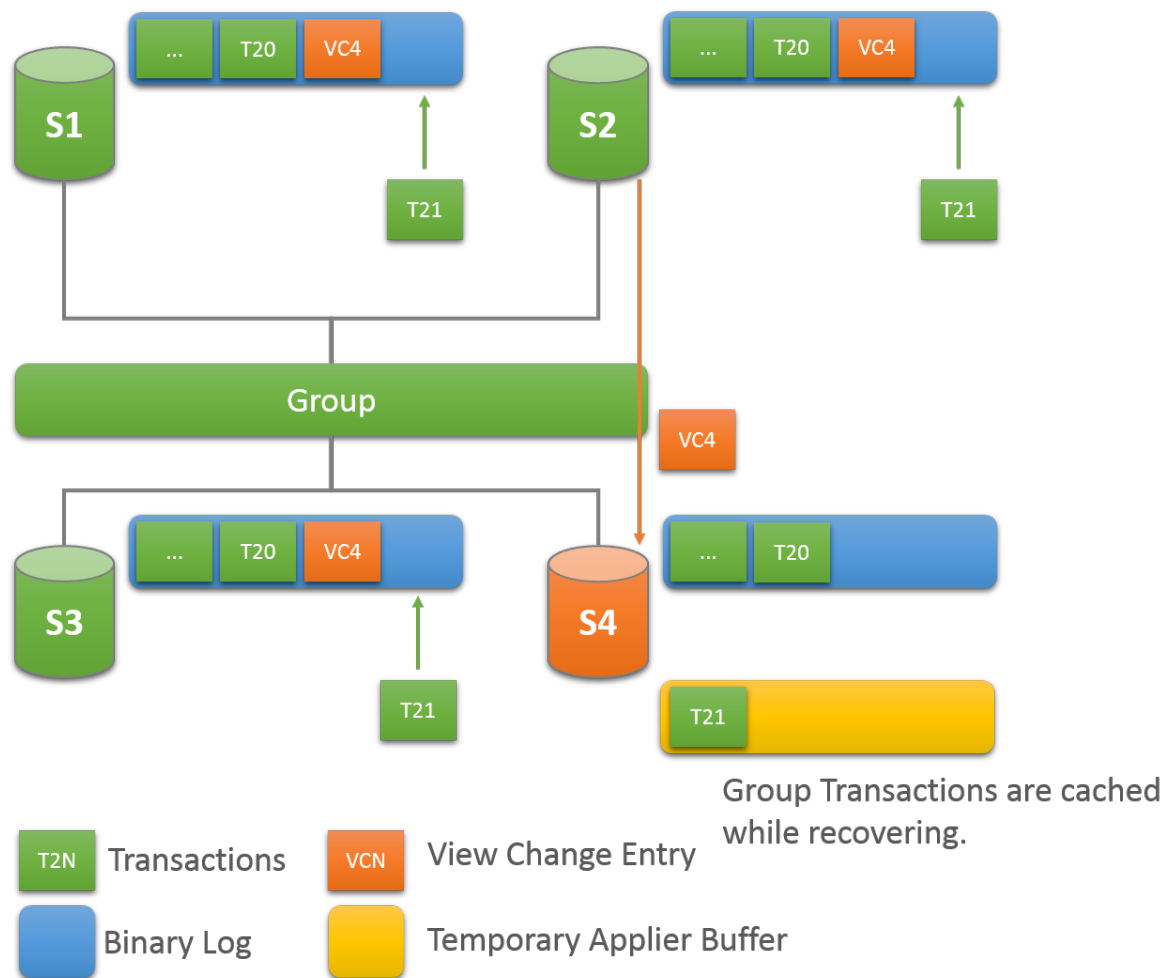 ... T20 VC4
... T20 VC4
S1
S2
T21
T21
Group
VC4
... T20 VC4
... T20
S3
S4
T21
T21
Group Transactions are cached
while recovering.
T2N Transactions
VCN View Change Entry
Binary Log
Temporary Applier Buffer